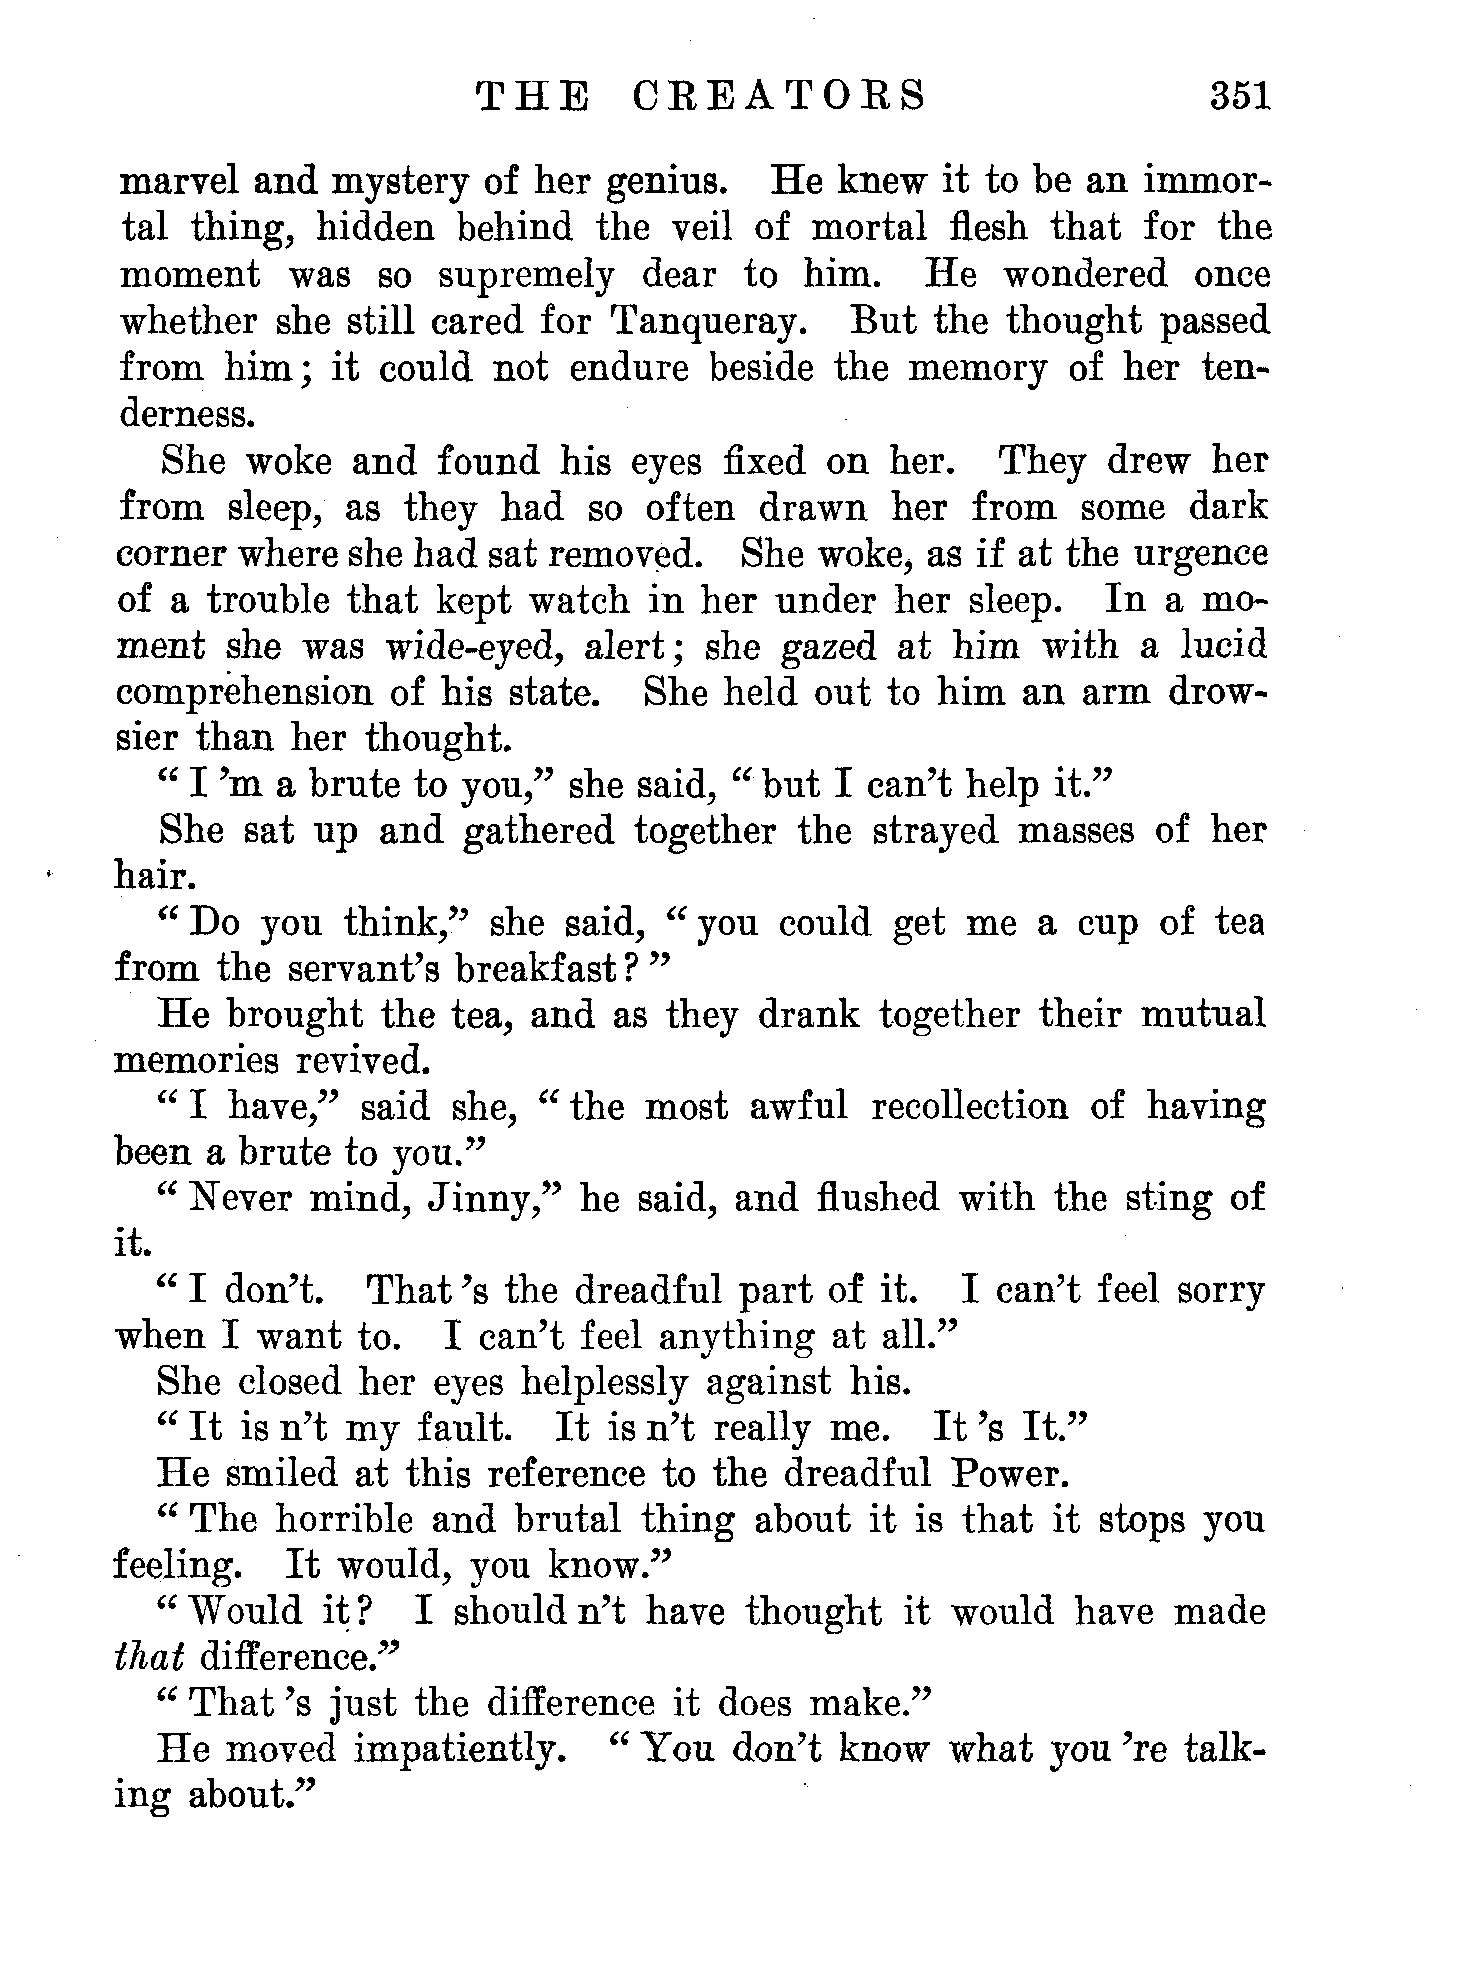 THE CREATORS 351
marvel and mystery of her genius. He knew it to be an immor-
tal thing, hidden behind the veil of mortal flesh that for the
moment was so supremely dear to him. He wondered once
whether she still cared for Tanqueray. But the thought passed
from him; it could not endure beside the memory of her ten-
derness.
She woke and found his eyes fixed on her. They drew her
from sleep, as they had so often drawn her from some dark
corner where she had sat removed. She woke, as if at the urgence
of a trouble that kept watch in her under her sleep. In a mo-
ment she was wide-eyed, alert; she gazed at him with a lucid
comprehension of his state. She held out to him an arm drow-
sier than her thought.
"I 'm a brute to you," she said, "but I can't help it."
She sat up and gathered together the strayed masses of her
hair.
"Do you think," she said, "you could get me a cup of tea
from the servant's breakfast?"
He brought the tea, and as they drank together their mutual
memories revived.
"I have," said she, "the most awful recollection of having
been a brute to you."
"Never mind, Jinny," he said, and flushed with the sting of
it.
"I don't. That 's the dreadful part of it. I can't feel sorry
when I want to. I can't feel anything at all."
She closed her eyes helplessly against his.
"It is n't my fault. It is n't really me. It 's It."
He smiled at this reference to the dreadful Power.
"The horrible and brutal thing about it is that it stops you
feeling. It would, you know."
"Would it? I should n't have thought it would have made
that difference."
"That 's just the difference it does make."
He moved impatiently. "You don't know what you 're talk-
ing about."